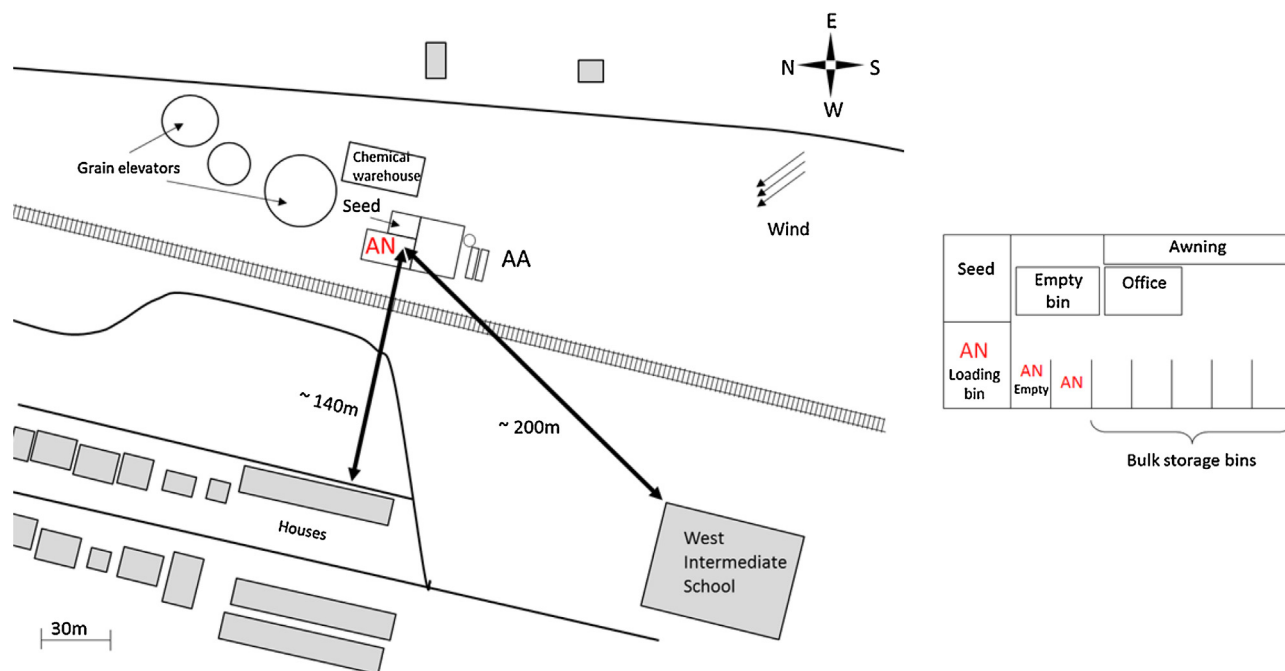 E
N
S
W
Grain elevators
Chemical
warehouse
Seed
AN
AA
Wind
~ 140m
~ 200m
Houses
West
Intermediate
School
30m
Seed
Awning
Empty
bin
Office
AN
Loading
bin
AN
Empty
AN
Bulk storage bins